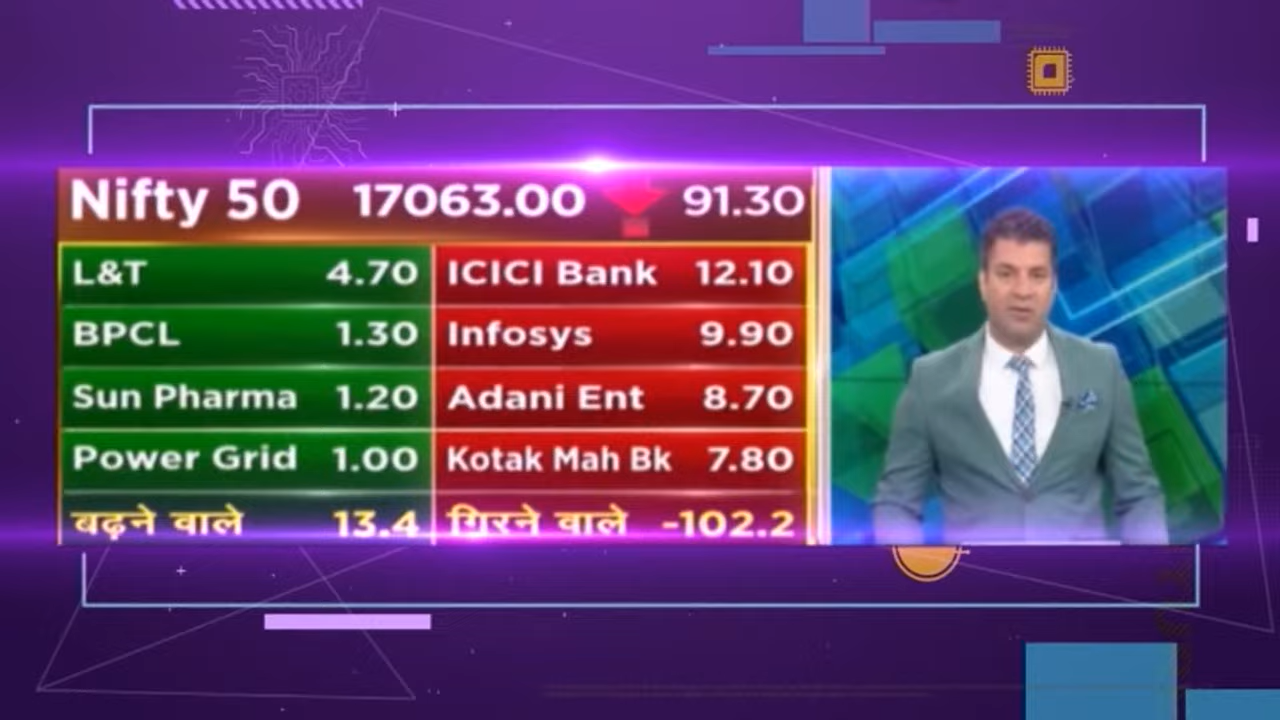 Nifty 50 17063.00 91.30
L&T 4.70 ICICI Bank 12.10
BPCL 1.30 Infosys 9.90
Sun Pharma 1.20 Adani Ent 8.70
Power Grid 1.00 Kotak Mah Bk 7.80
बढ़ने वाले 13.4 गिरने वाले -102.2